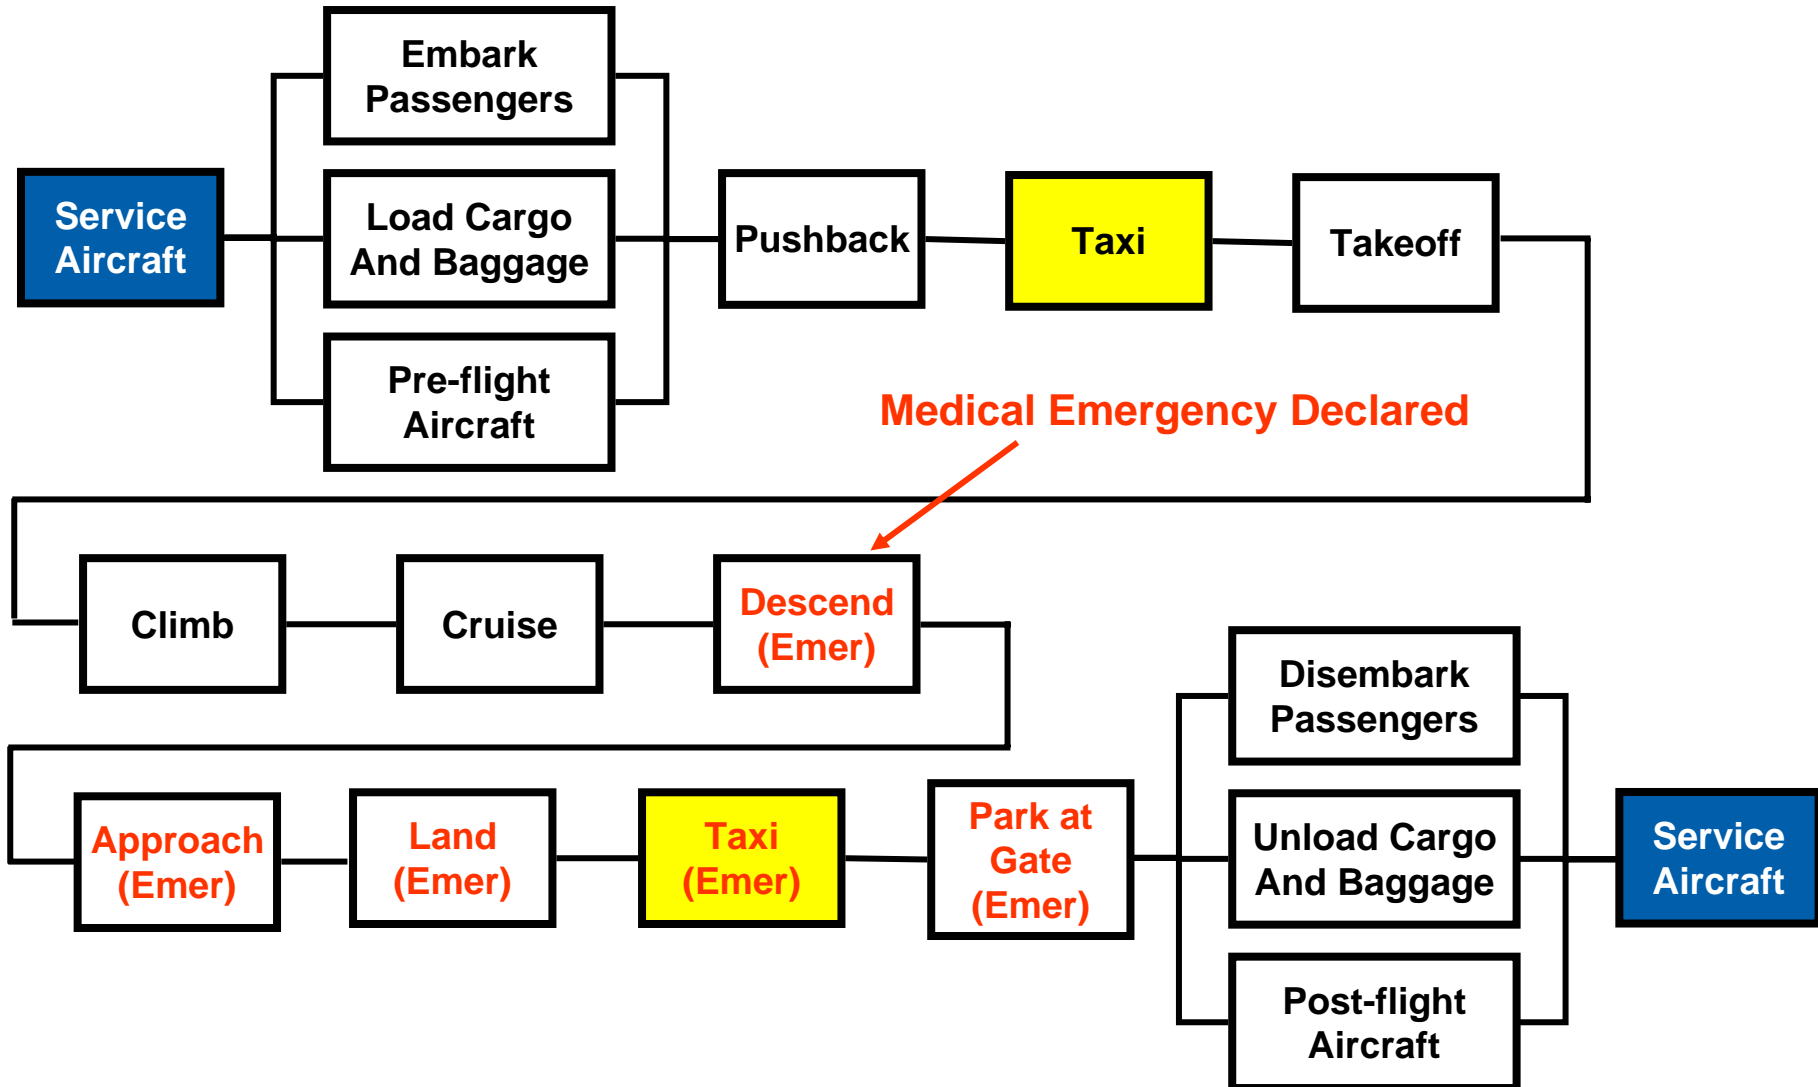 Embark
Passengers
Service
Aircraft
Load Cargo
And Baggage
Pre-flight
Aircraft
Pushback
Taxi
Takeoff
Medical Emergency Declared
Climb
Cruise
Descend
(Emer)
Approach
(Emer)
Land
(Emer)
Taxi
(Emer)
Park at
Gate
(Emer)
Disembark
Passengers
Unload Cargo
And Baggage
Post-flight
Aircraft
Service
Aircraft